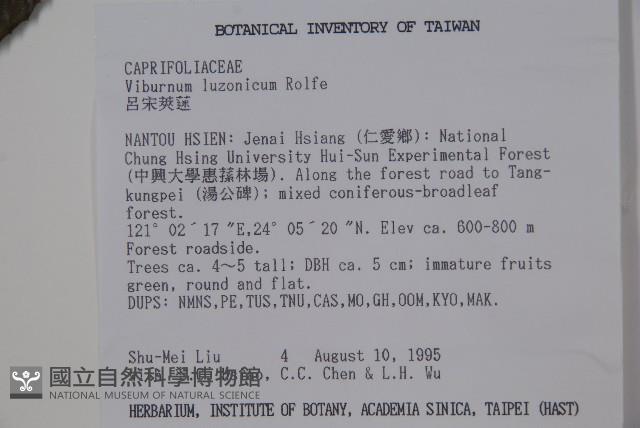 BOTANICAL INVENTORY OF TAIWAN
CAPRIFOLIACEAE
Viburnum luzonicum Rolfe
呂宋莢蒾
NANTOU HSIEN: Jenai Hsiang (仁愛鄉): National
Chung Hsing University Hui-Sun Experimental Forest
(中興大學惠蓀林場). Along the forest road to Tang-
kungpei (湯公碑); mixed coniferous-broadleaf
forest.
121° 02´17 "E,24° 05´20 "N. Elev ca. 600-800 m
Forest roadside.
Trees ca. 4～5 tall; DBH ca. 5 cm; immature fruits
green, round and flat.
DUPS: NMNS,PE,TUS,TNU,CAS,MO,GH,OOM,KYO,MAK.
Shu-Mei Liu 4 August 10, 1995
C.C. Chen & L.H. Wu
國立自然科學博物館
NATIONAL MUSEUM OF NATURAL SCIENCE
HERBARIUM, INSTITUTE OF BOTANY, ACADEMIA SINICA, TAIPEI (HAST)